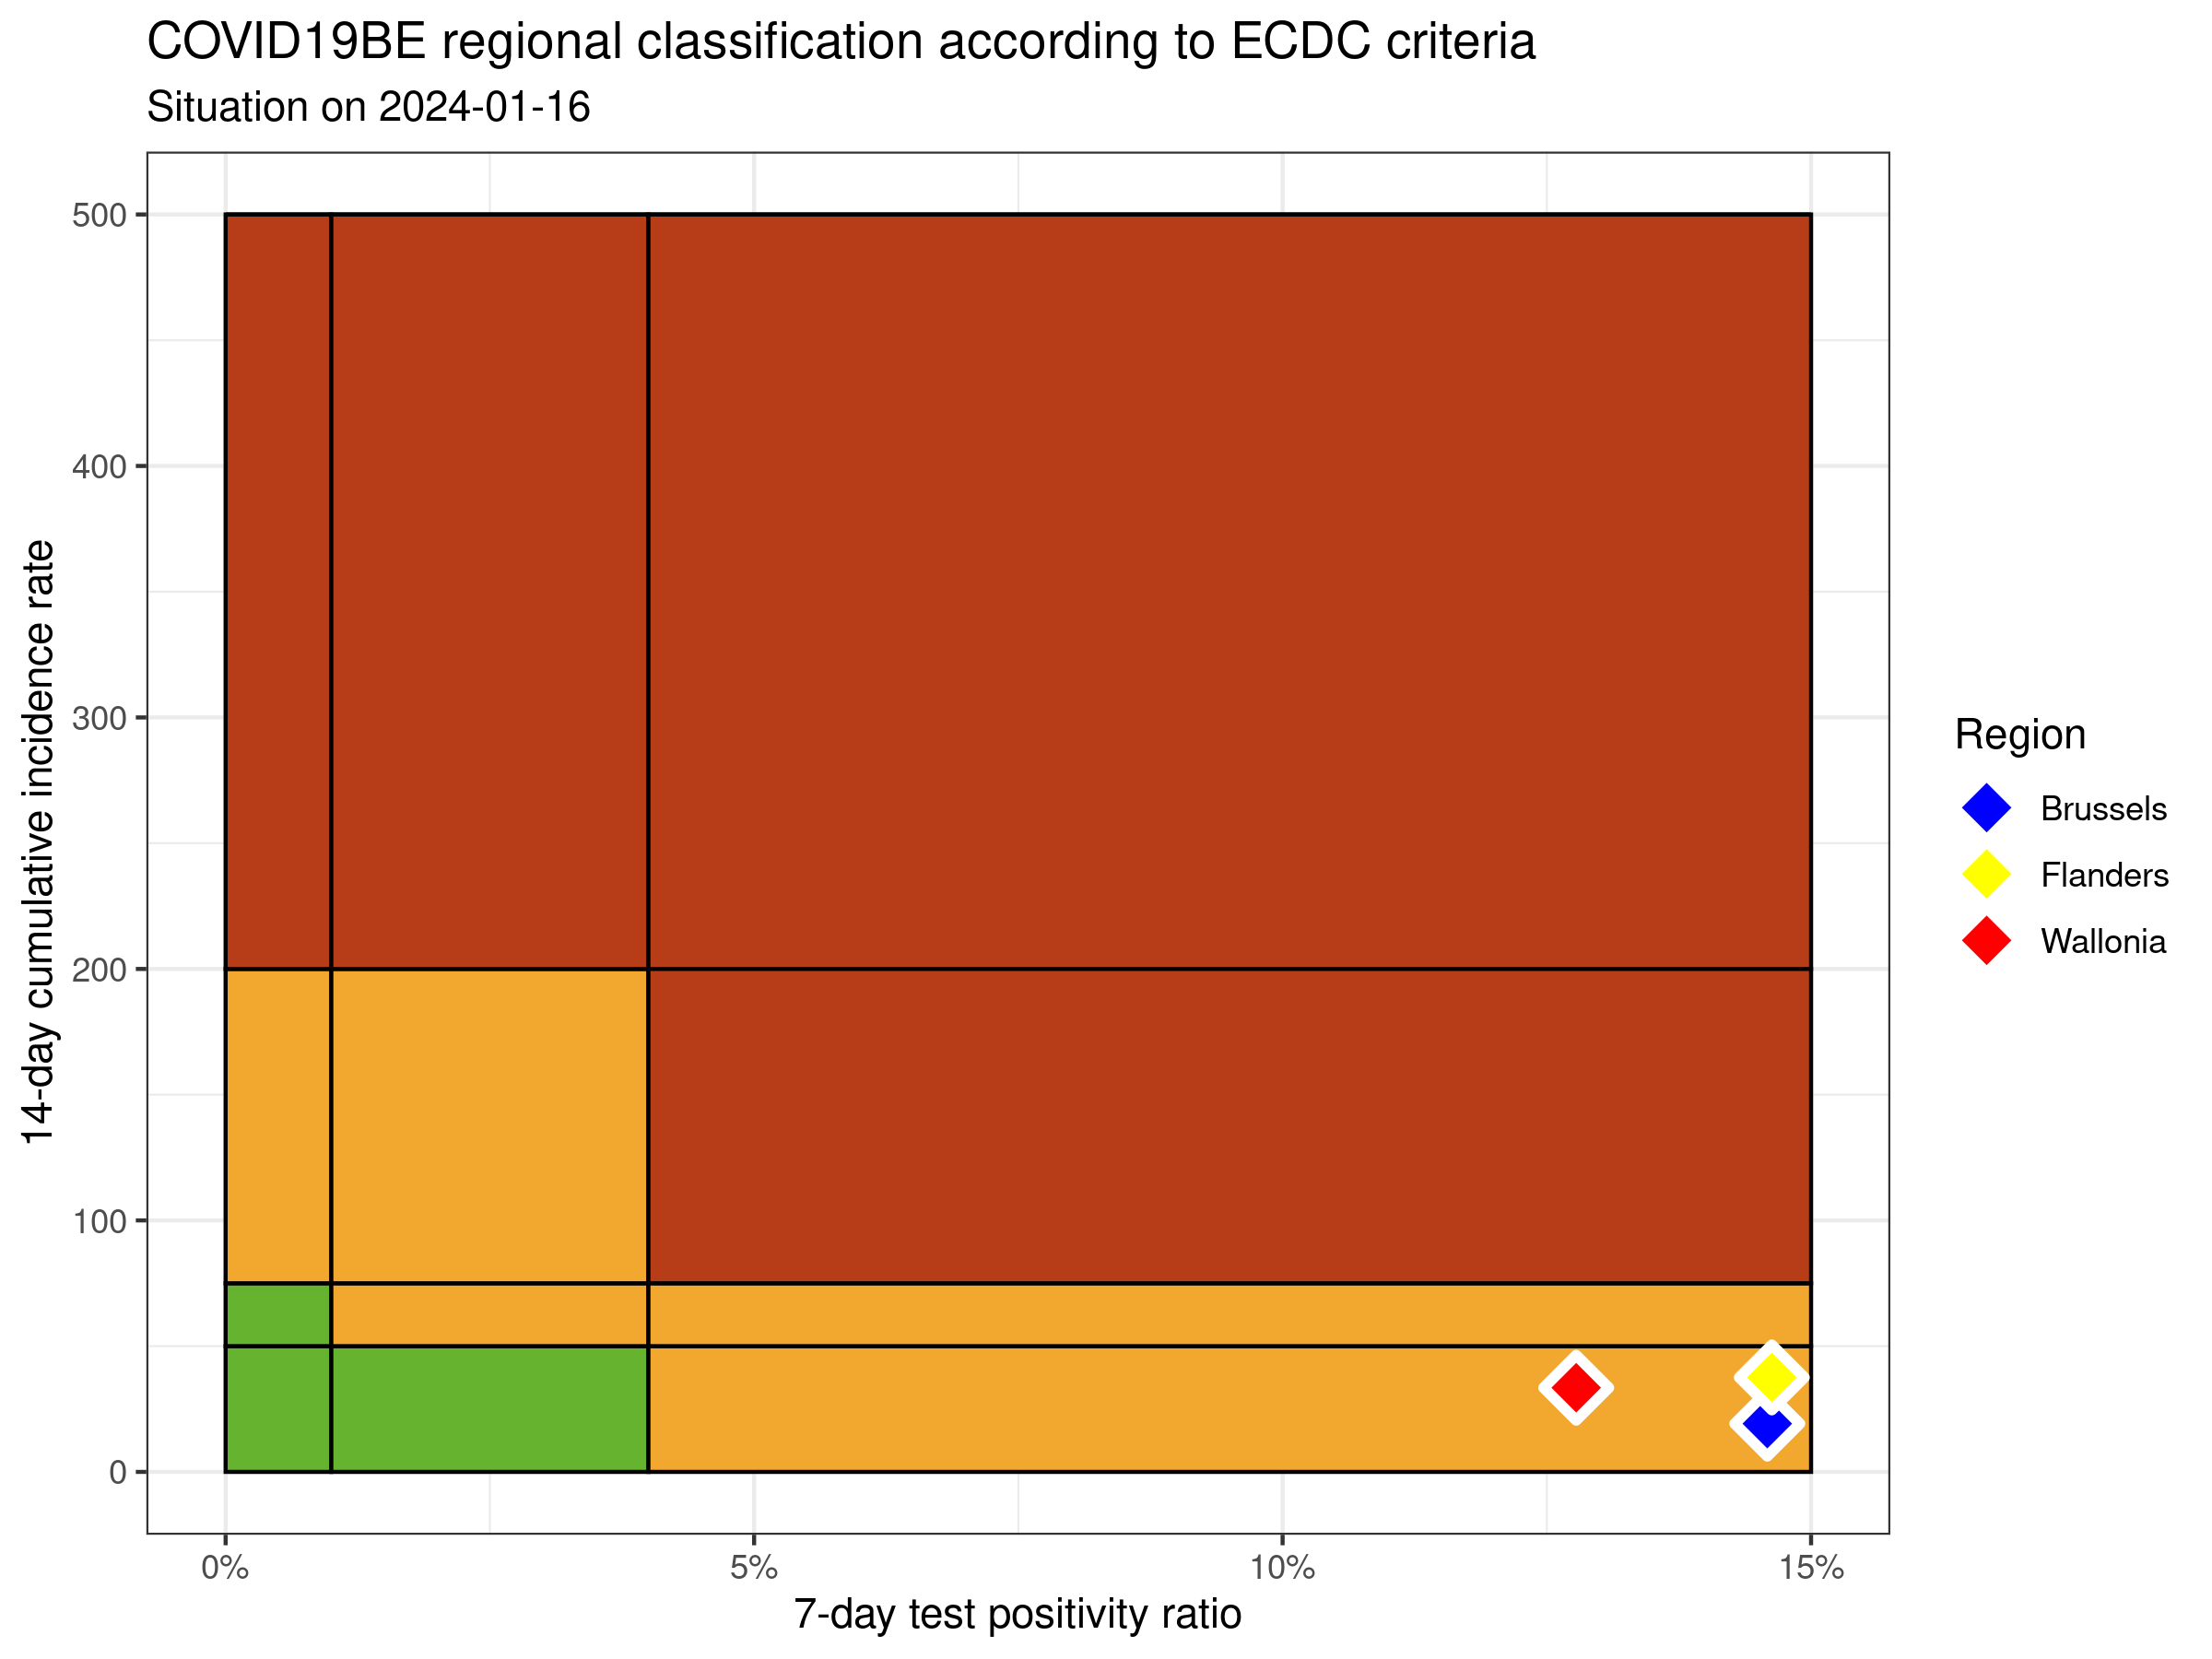 COVID19BE regional classification according to ECDC criteria
Situation on 2024-01-16
14-day cumulative incidence rate
500
400
300
200
100
0
0%
5%
10%
15%
7-day test positivity ratio
Region
Brussels
Flanders
Wallonia